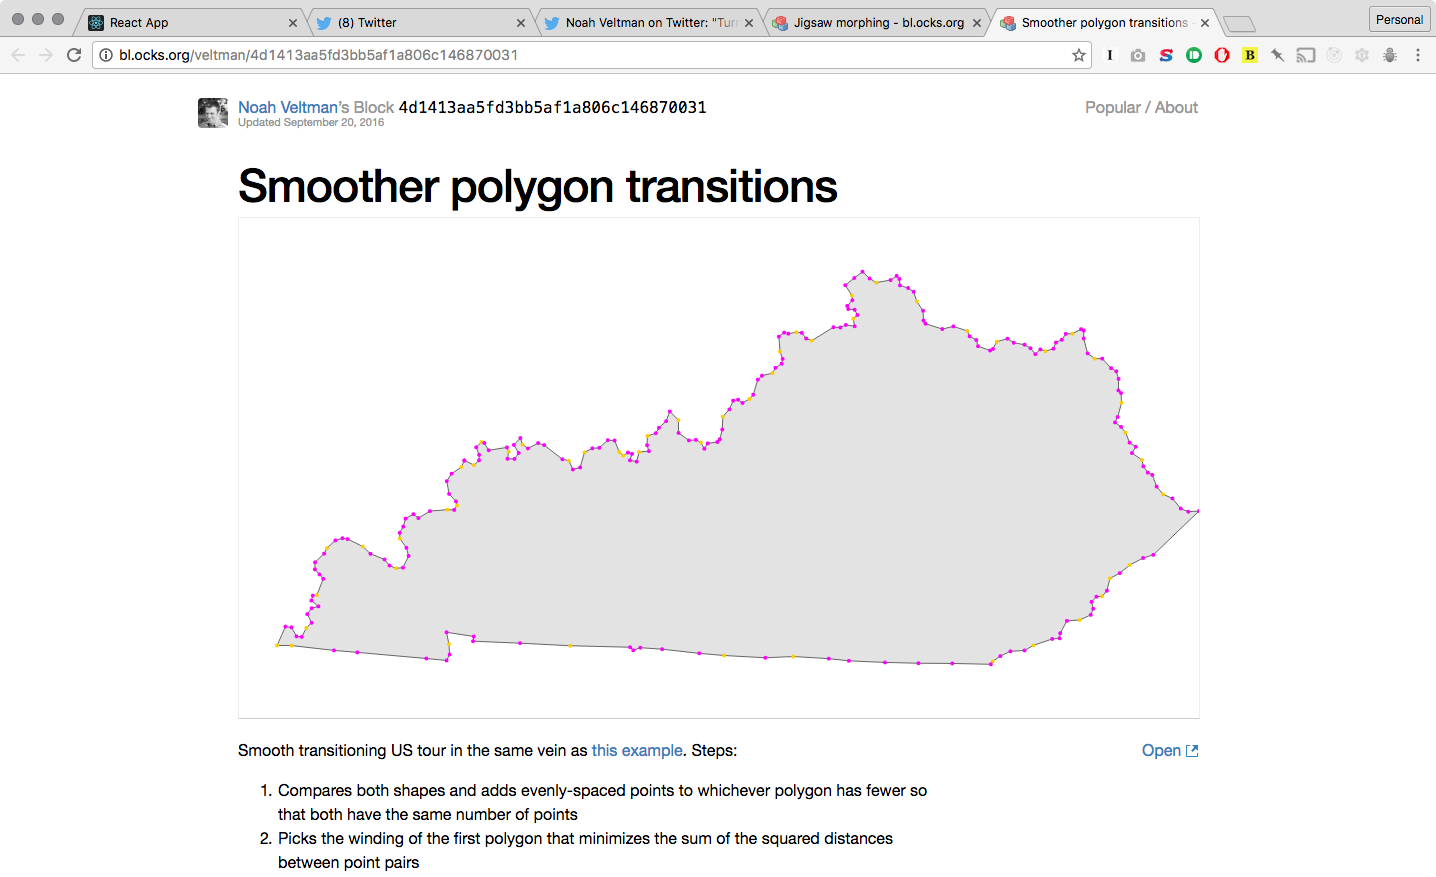 React App
(8) Twitter
Noah Veltman on Twitter: "Turn
Jigsaw morphing - bl.ocks.org
Smoother polygon transitions -
Personal
bl.ocks.org/veltman/4d1413aa5fd3bb5af1a806c146870031
Noah Veltman's Block 4d1413aa5fd3bb5af1a806c146870031
Popular / About
Updated September 20, 2016
Smoother polygon transitions
Smooth transitioning US tour in the same vein as this example. Steps:
Open
1. Compares both shapes and adds evenly-spaced points to whichever polygon has fewer so
that both have the same number of points
2. Picks the winding of the first polygon that minimizes the sum of the squared distances
between point pairs